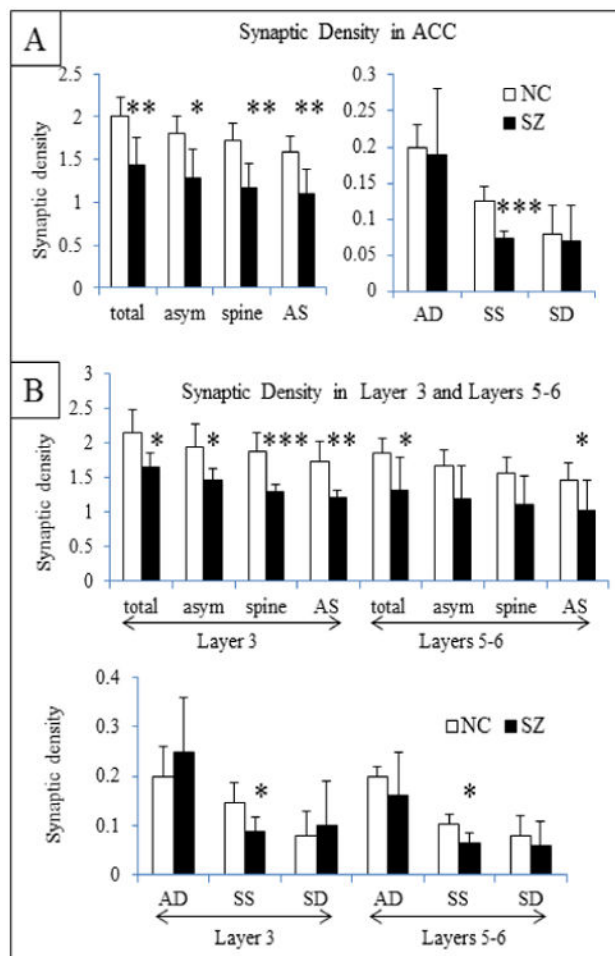 A
Synaptic Density in ACC
Synaptic density
2.5
2
1.5
1
0.5
0
** * ** **
total asym spine AS
0.3
0.25
0.2
0.15
0.1
0.05
0
NC
SZ
***
AD SS SD
B
Synaptic Density in Layer 3 and Layers 5-6
Synaptic density
3
2.5
2
1.5
1
0.5
0
* * *** ** * *
total asym spine AS total asym spine AS
Layer 3 Layers 5-6
Synaptic density
0.4
0.3
0.2
0.1
0
NC SZ
* *
AD SS SD AD SS SD
Layer 3 Layers 5-6